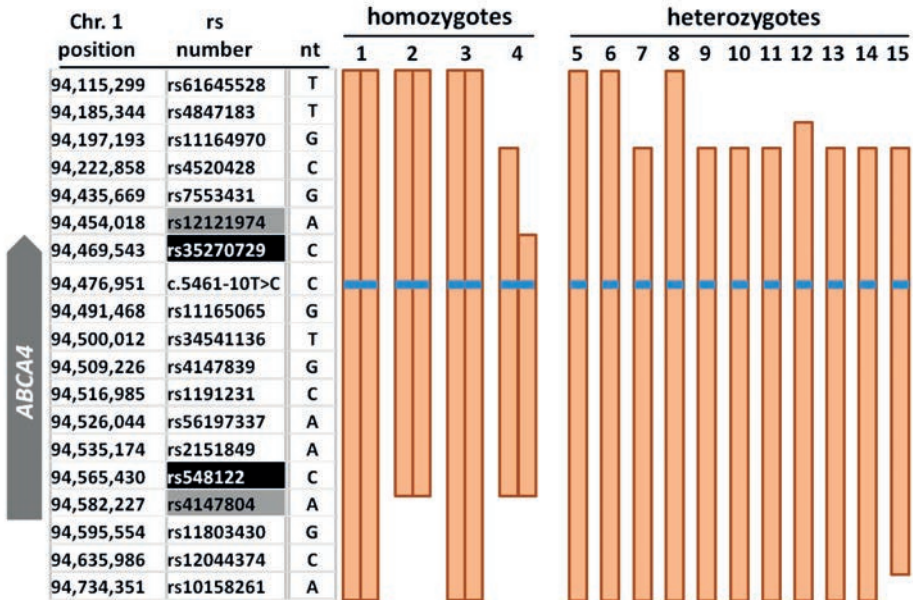 homozygotes heterozygotes
Chr. 1 position rs number nt 1 2 3 4 5 6 7 8 9 10 11 12 13 14 15
94,115,299 rs61645528 T
94,185,344 rs4847183 T
94,197,193 rs11164970 G
94,222,858 rs4520428 C
94,435,669 rs7553431 G
94,454,018 rs12121974 A
94,469,543 rs35270729 C
94,476,951 c.5461-10T>C C
94,491,468 rs11165065 G
94,500,012 rs34541136 T
94,509,226 rs4147839 G
94,516,985 rs1191231 C
94,526,044 rs56197337 A
94,535,174 rs2151849 A
94,565,430 rs548122 C
94,582,227 rs4147804 A
94,595,554 rs11803430 G
94,635,986 rs12044374 C
94,734,351 rs10158261 A
ABCA4